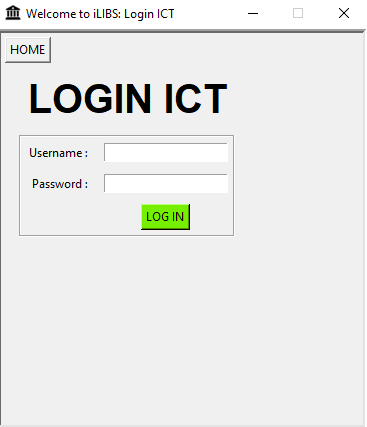 Welcome to iLIBS: Login ICT
HOME
LOGIN ICT
Username :
Password :
LOG IN